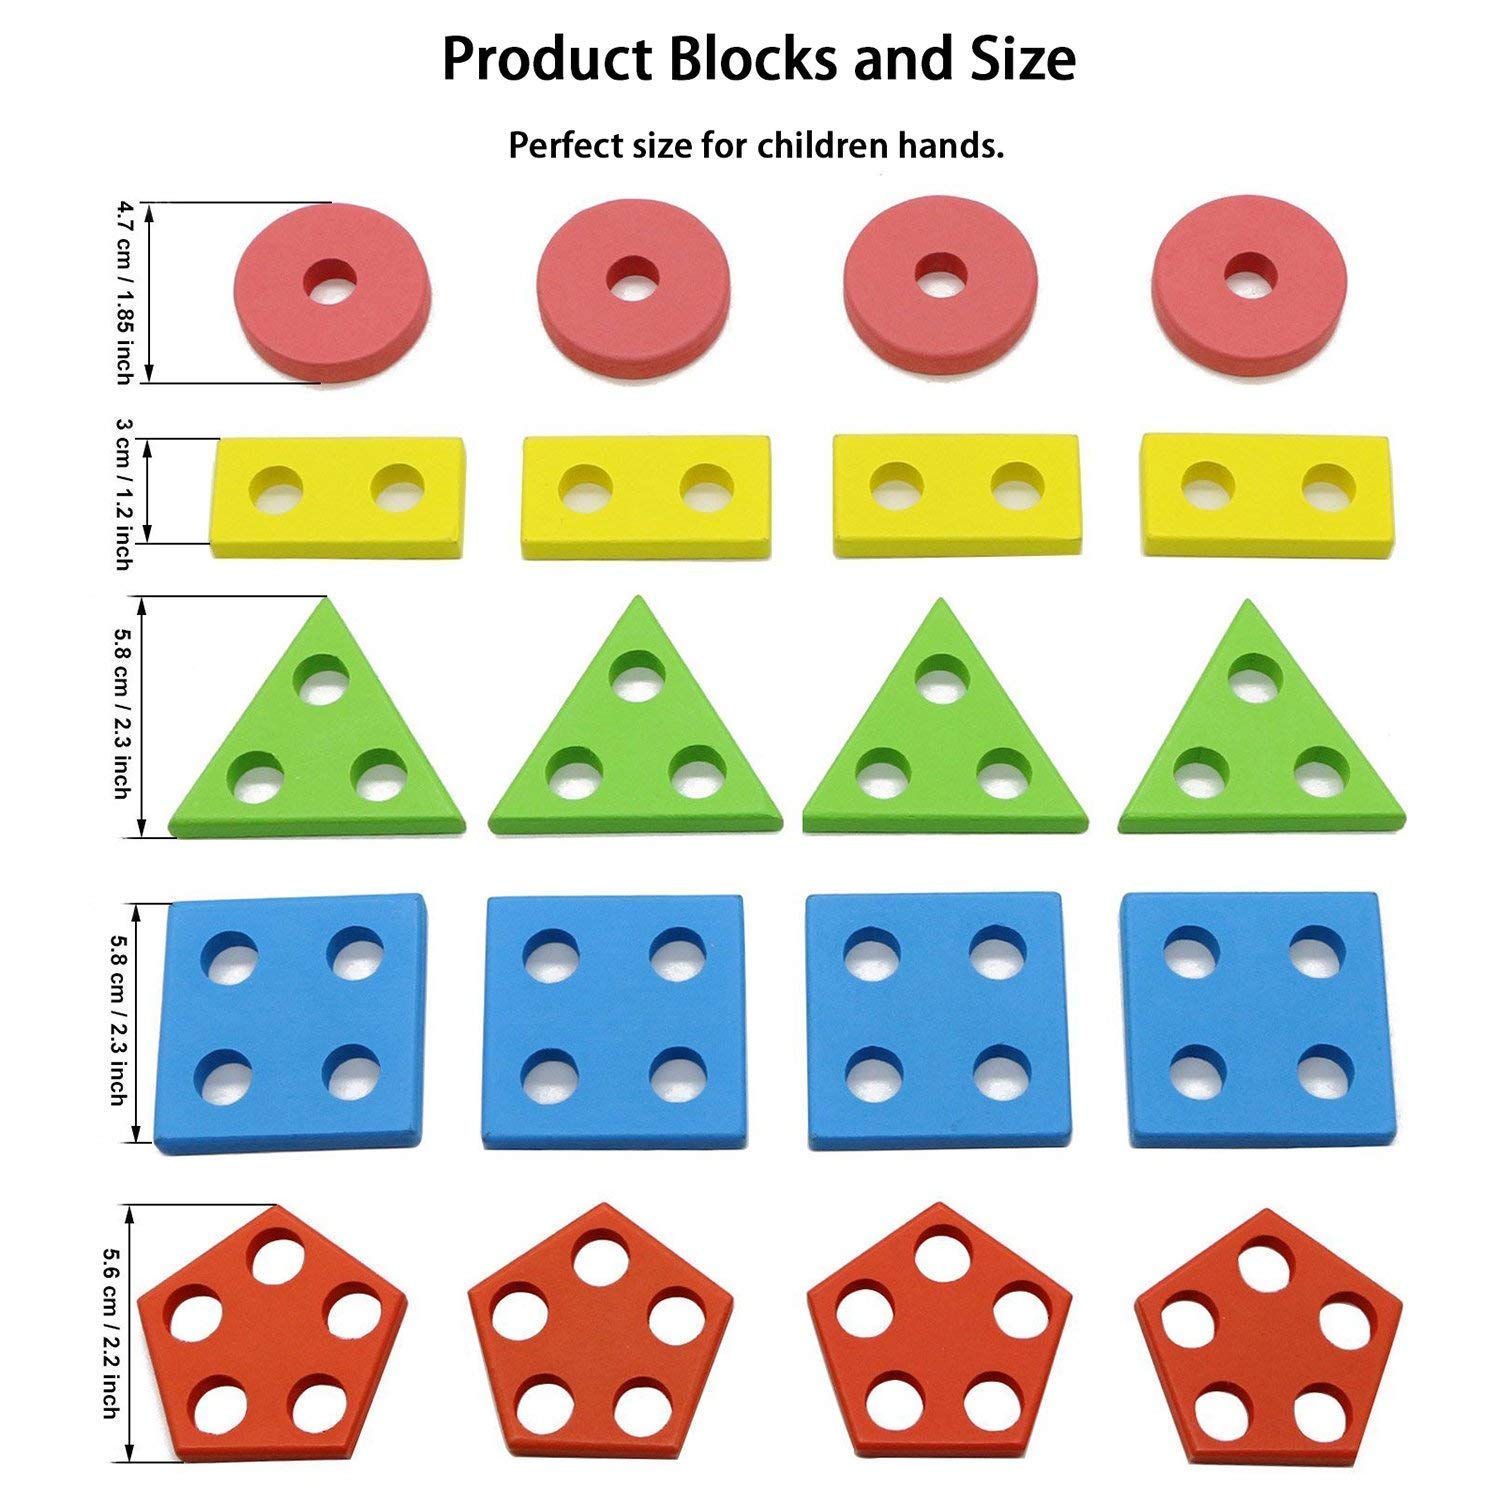 Product Blocks and Size
Perfect size for children hands.
4.7 cm / 1.85 inch
3 cm / 1.2 inch
5.8 cm / 2.3 inch
5.8 cm / 2.3 inch
5.6 cm / 2.2 inch